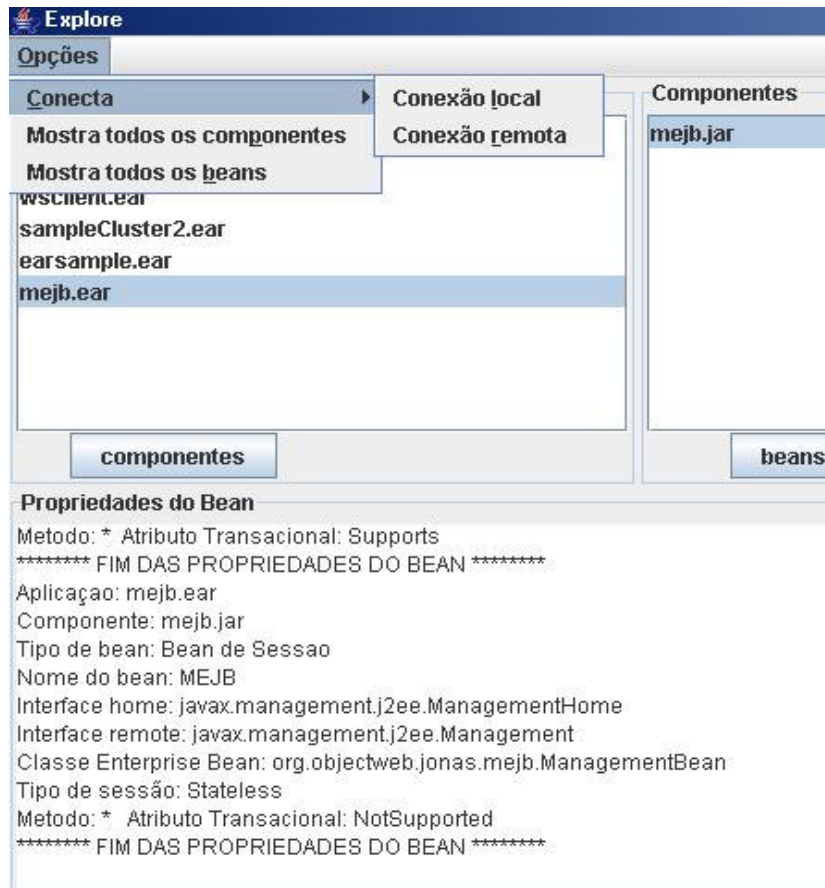 Explore
Opções
Conecta
Mostra todos os componentes
Mostra todos os beans
Conexão local
Conexão remota
Componentes
mejb.jar
wsclient.ear
sampleCluster2.ear
earsample.ear
mejb.ear
componentes
beans
Propriedades do Bean
Metodo: * Atributo Transacional: Supports
******** FIM DAS PROPRIEDADES DO BEAN ********
Aplicaçao: mejb.ear
Componente: mejb.jar
Tipo de bean: Bean de Sessao
Nome do bean: MEJB
Interface home: javax.management.j2ee.ManagementHome
Interface remote: javax.management.j2ee.Management
Classe Enterprise Bean: org.objectweb.jonas.mejb.ManagementBean
Tipo de sessão: Stateless
Metodo: * Atributo Transacional: NotSupported
******** FIM DAS PROPRIEDADES DO BEAN ********